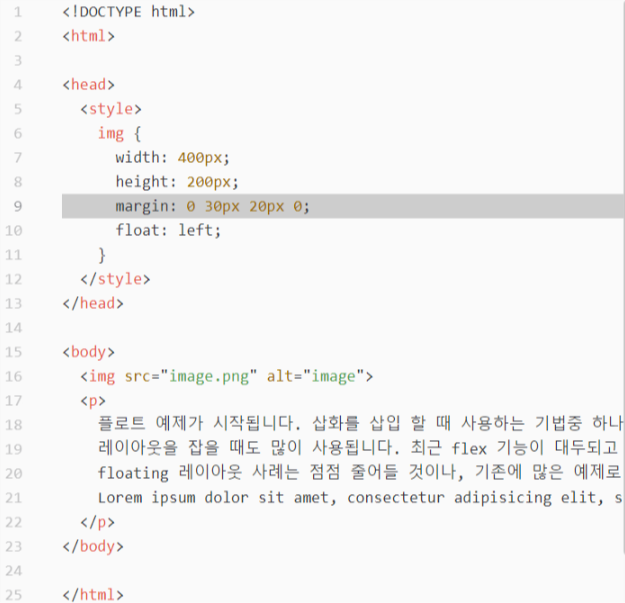 1 <!DOCTYPE html>
2 <html>
3
4 <head>
5 <style>
6 img {
7 width: 400px;
8 height: 200px;
9 margin: 0 30px 20px 0;
10 float: left;
11 }
12 </style>
13 </head>
14
15 <body>
16 <img src="image.png" alt="image">
17 <p>
18 플로트 예제가 시작됩니다. 삽화를 삽입 할 때 사용하는 기법중 하나
19 레이아웃을 잡을 때도 많이 사용됩니다. 최근 flex 기능이 대두되고
20 floating 레이아웃 사례는 점점 줄어들 것이나, 기존에 많은 예제로
21 Lorem ipsum dolor sit amet, consectetur adipisicing elit, s
22 </p>
23 </body>
24
25 </html>